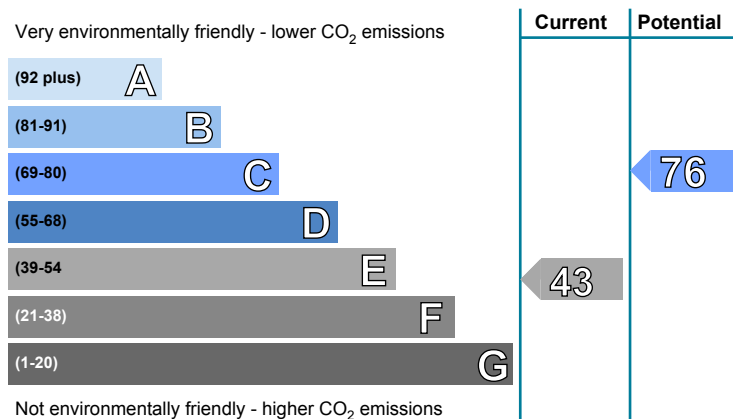 Very environmentally friendly - lower CO₂ emissions
Current
Potential
(92 plus) A
(81-91) B
(69-80) C
76
(55-68) D
(39-54 E
43
(21-38) F
(1-20) G
Not environmentally friendly - higher CO₂ emissions